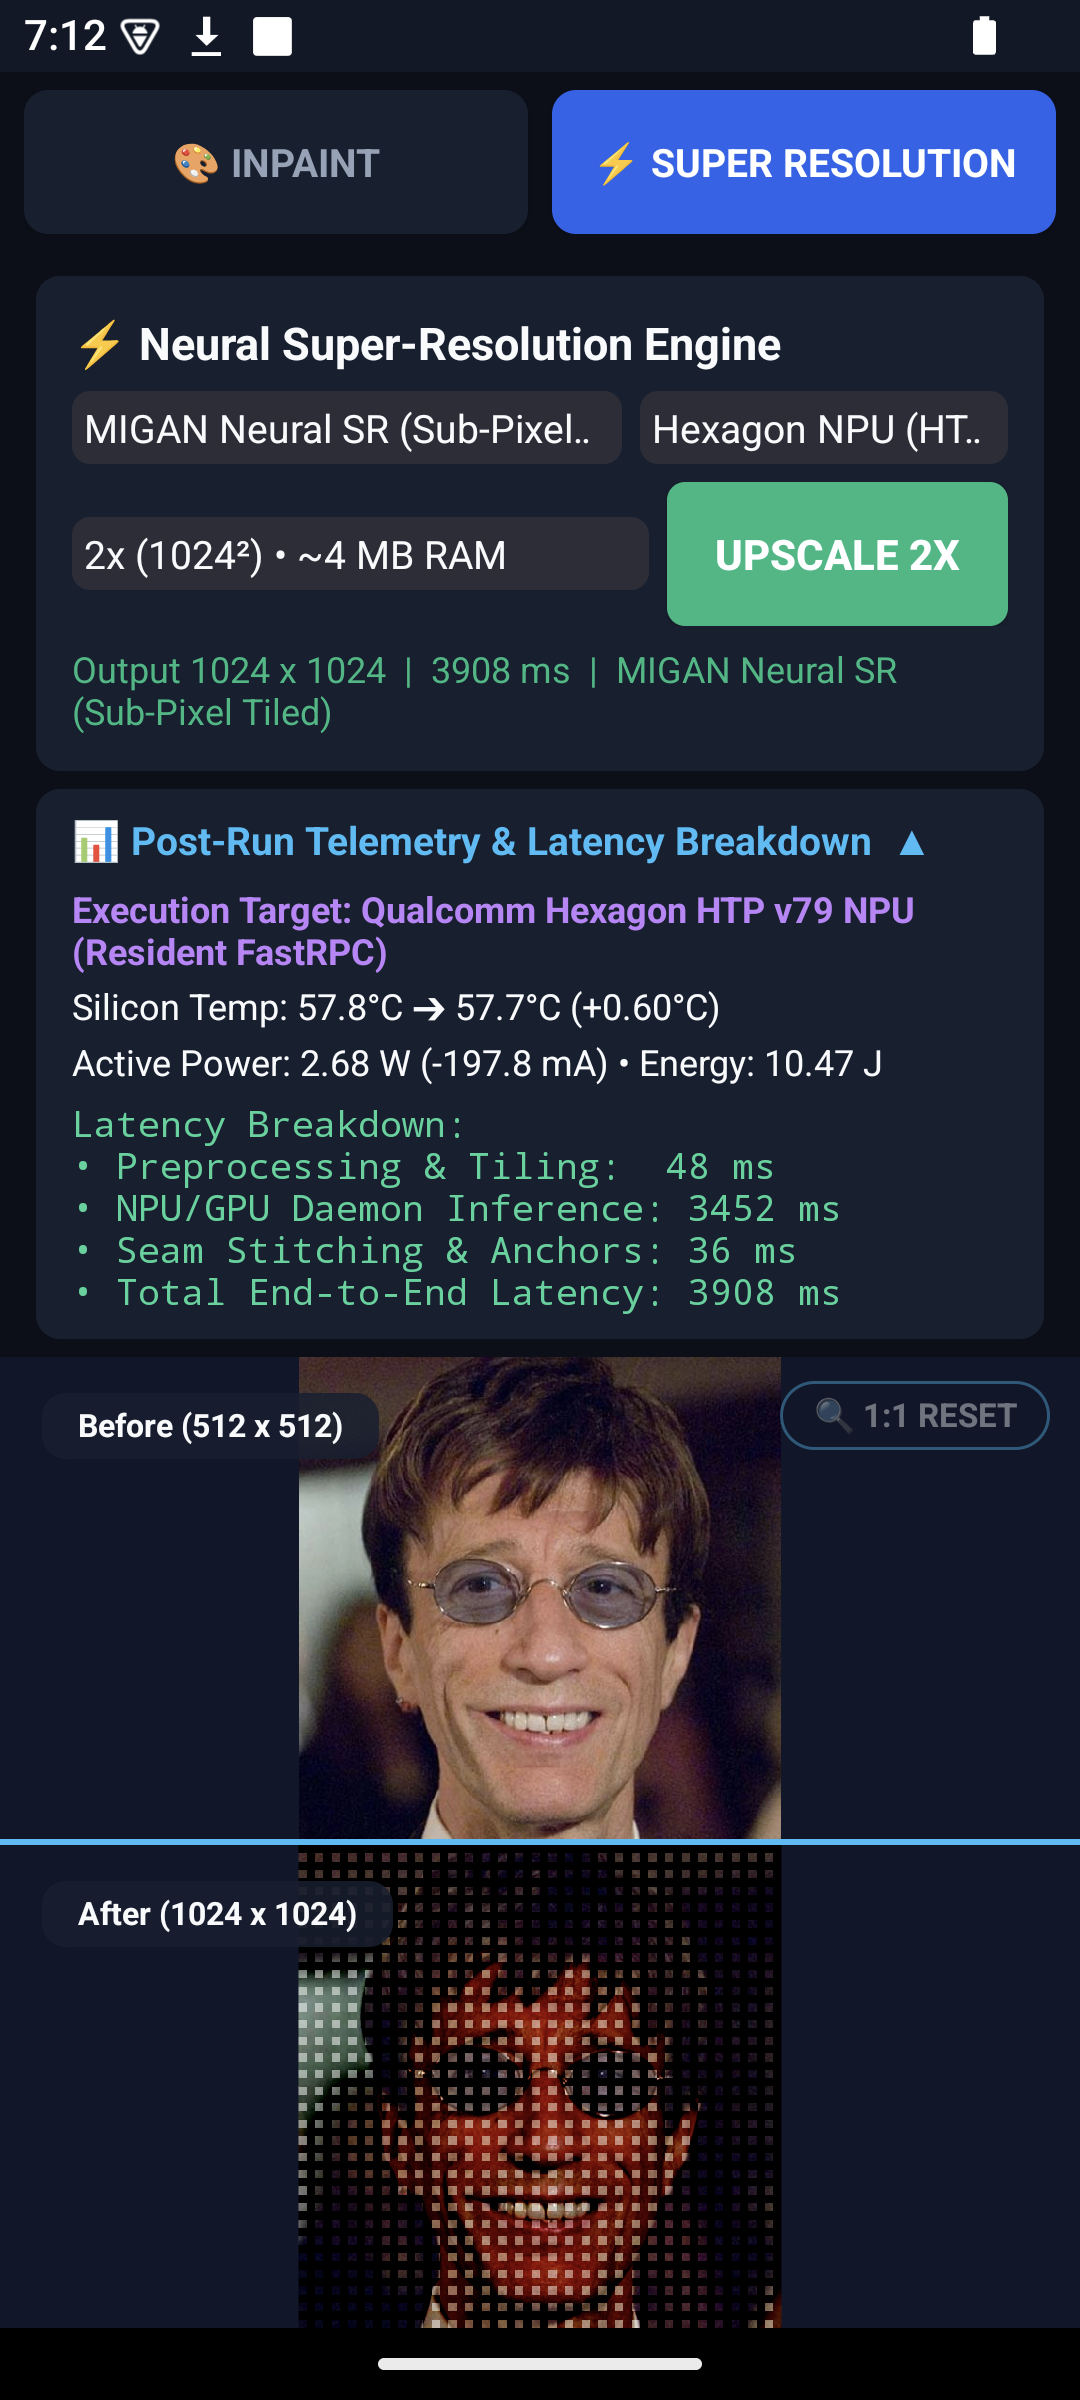 7:12
🎨 INPAINT
⚡ SUPER RESOLUTION
⚡ Neural Super-Resolution Engine
MIGAN Neural SR (Sub-Pixel..
Hexagon NPU (HT..
2x (1024²) • ~4 MB RAM
UPSCALE 2X
Output 1024 x 1024 | 3908 ms | MIGAN Neural SR
(Sub-Pixel Tiled)
📊 Post-Run Telemetry & Latency Breakdown ▲
Execution Target: Qualcomm Hexagon HTP v79 NPU
(Resident FastRPC)
Silicon Temp: 57.8°C ➔ 57.7°C (+0.60°C)
Active Power: 2.68 W (-197.8 mA) • Energy: 10.47 J
Latency Breakdown:
• Preprocessing & Tiling: 48 ms
• NPU/GPU Daemon Inference: 3452 ms
• Seam Stitching & Anchors: 36 ms
• Total End-to-End Latency: 3908 ms
Before (512 x 512)
🔍 1:1 RESET
After (1024 x 1024)